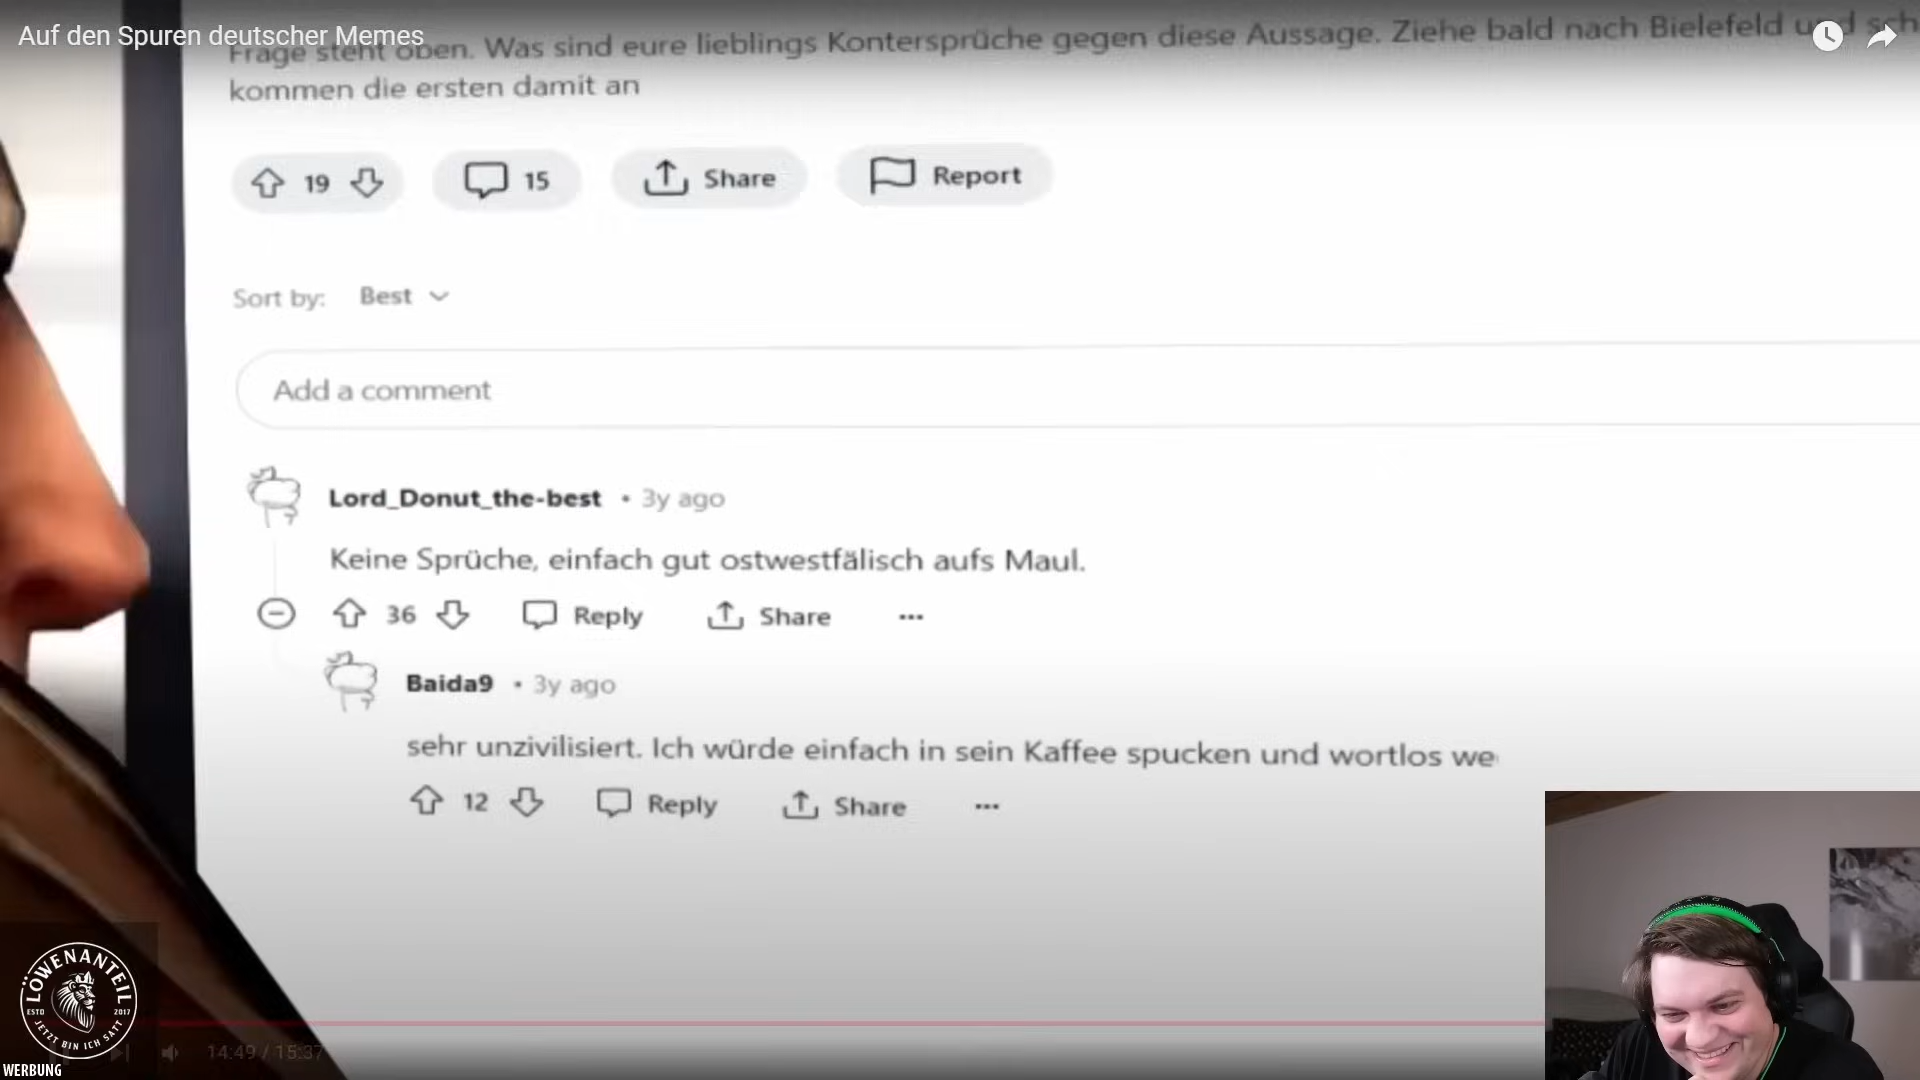 Auf den Spuren deutscher Memes
Frage steht oben. Was sind eure lieblings Kontersprüche gegen diese Aussage. Ziehe bald nach Bielefeld und sch
kommen die ersten damit an
19
15
Share
Report
Sort by: Best
Add a comment
Lord_Donut_the-best • 3y ago
Keine Sprüche, einfach gut ostwestfälisch aufs Maul.
36 Reply Share ...
Baida9 • 3y ago
sehr unzivilisiert. Ich würde einfach in sein Kaffee spucken und wortlos we
12 Reply Share ...
LÖWENANTEIL
ESTD 2017
JETZT BIN ICH SATT
14:49 / 15:37
WERBUNG